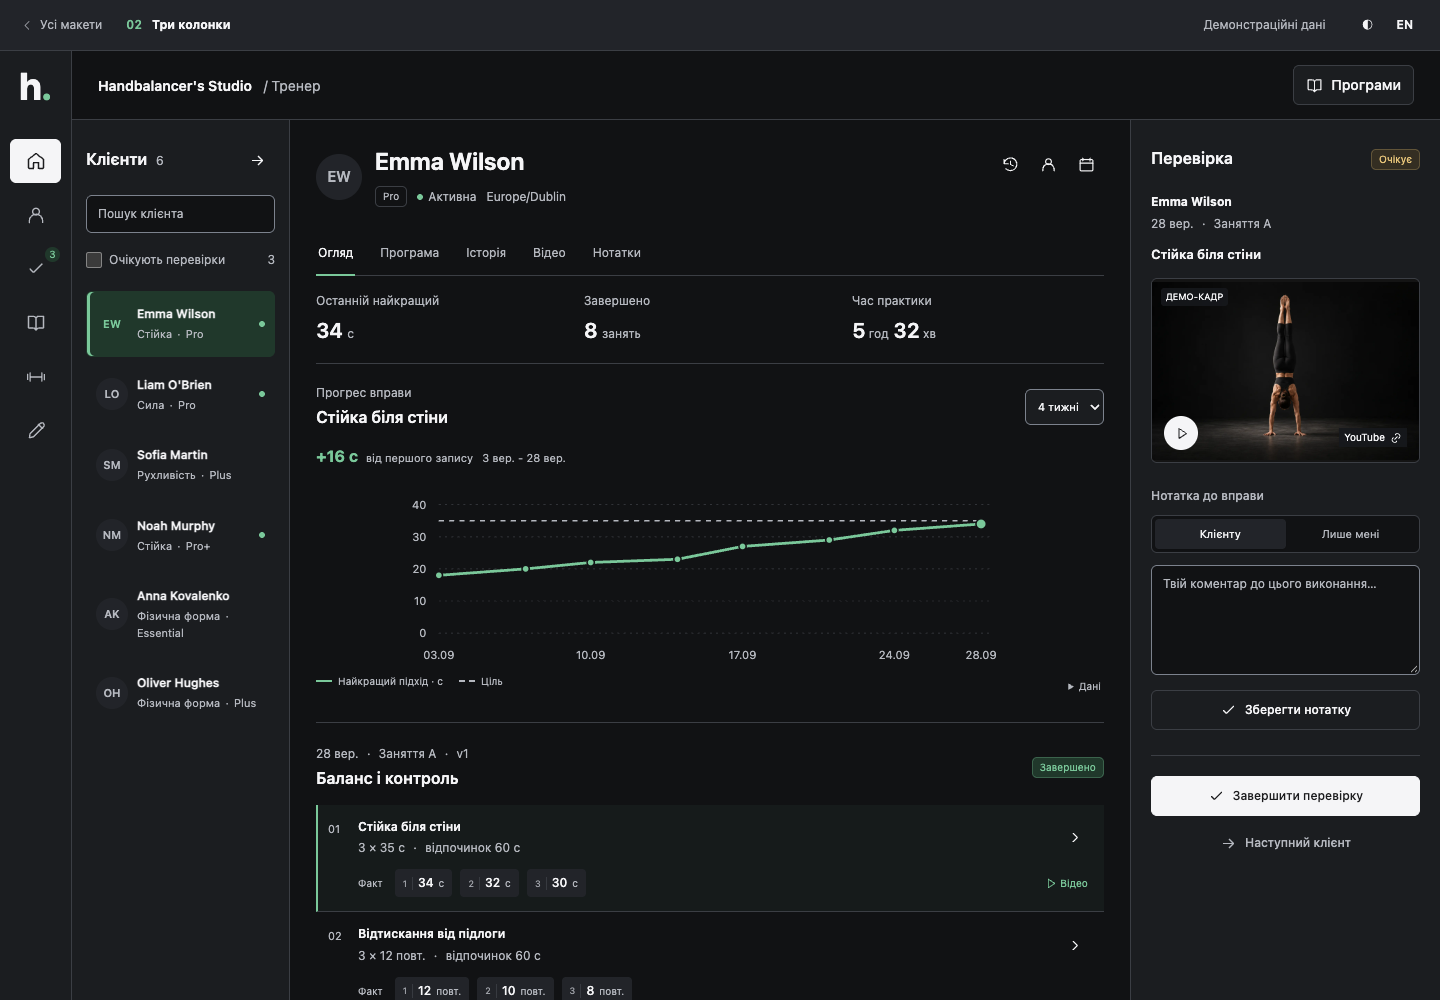 Усі макети
02 Три колонки
Демонстраційні дані
EN
h.
Handbalancer's Studio / Тренер
Програми
3
Клієнти 6
Пошук клієнта
Очікують перевірки 3
EW
Emma Wilson
Стійка · Pro
LO
Liam O'Brien
Сила · Pro
SM
Sofia Martin
Рухливість · Plus
NM
Noah Murphy
Стійка · Pro+
AK
Anna Kovalenko
Фізична форма ·
Essential
OH
Oliver Hughes
Фізична форма · Plus
EW
Emma Wilson
Pro
Активна Europe/Dublin
Огляд Програма Історія Відео Нотатки
Останній найкращий
34 с
Завершено
8 занять
Час практики
5 год 32 хв
Прогрес вправи
Стійка біля стіни
4 тижні
+16 с від першого запису 3 вер. - 28 вер.
40
30
20
10
0
03.09 10.09 17.09 24.09 28.09
Найкращий підхід · с Ціль
Дані
28 вер. · Заняття A · v1
Баланс і контроль
Завершено
01 Стійка біля стіни
3 × 35 с · відпочинок 60 с
Факт 1 34 с 2 32 с 3 30 с
Відео
02 Відтискання від підлоги
3 × 12 повт. · відпочинок 60 с
Факт 1 12 повт. 2 10 повт. 3 8 повт.
Перевірка
Очікує
Emma Wilson
28 вер. · Заняття A
Стійка біля стіни
ДЕМО-КАДР
YouTube
Нотатка до вправи
Клієнту Лише мені
Твій коментар до цього виконання…
Зберегти нотатку
Завершити перевірку
Наступний клієнт